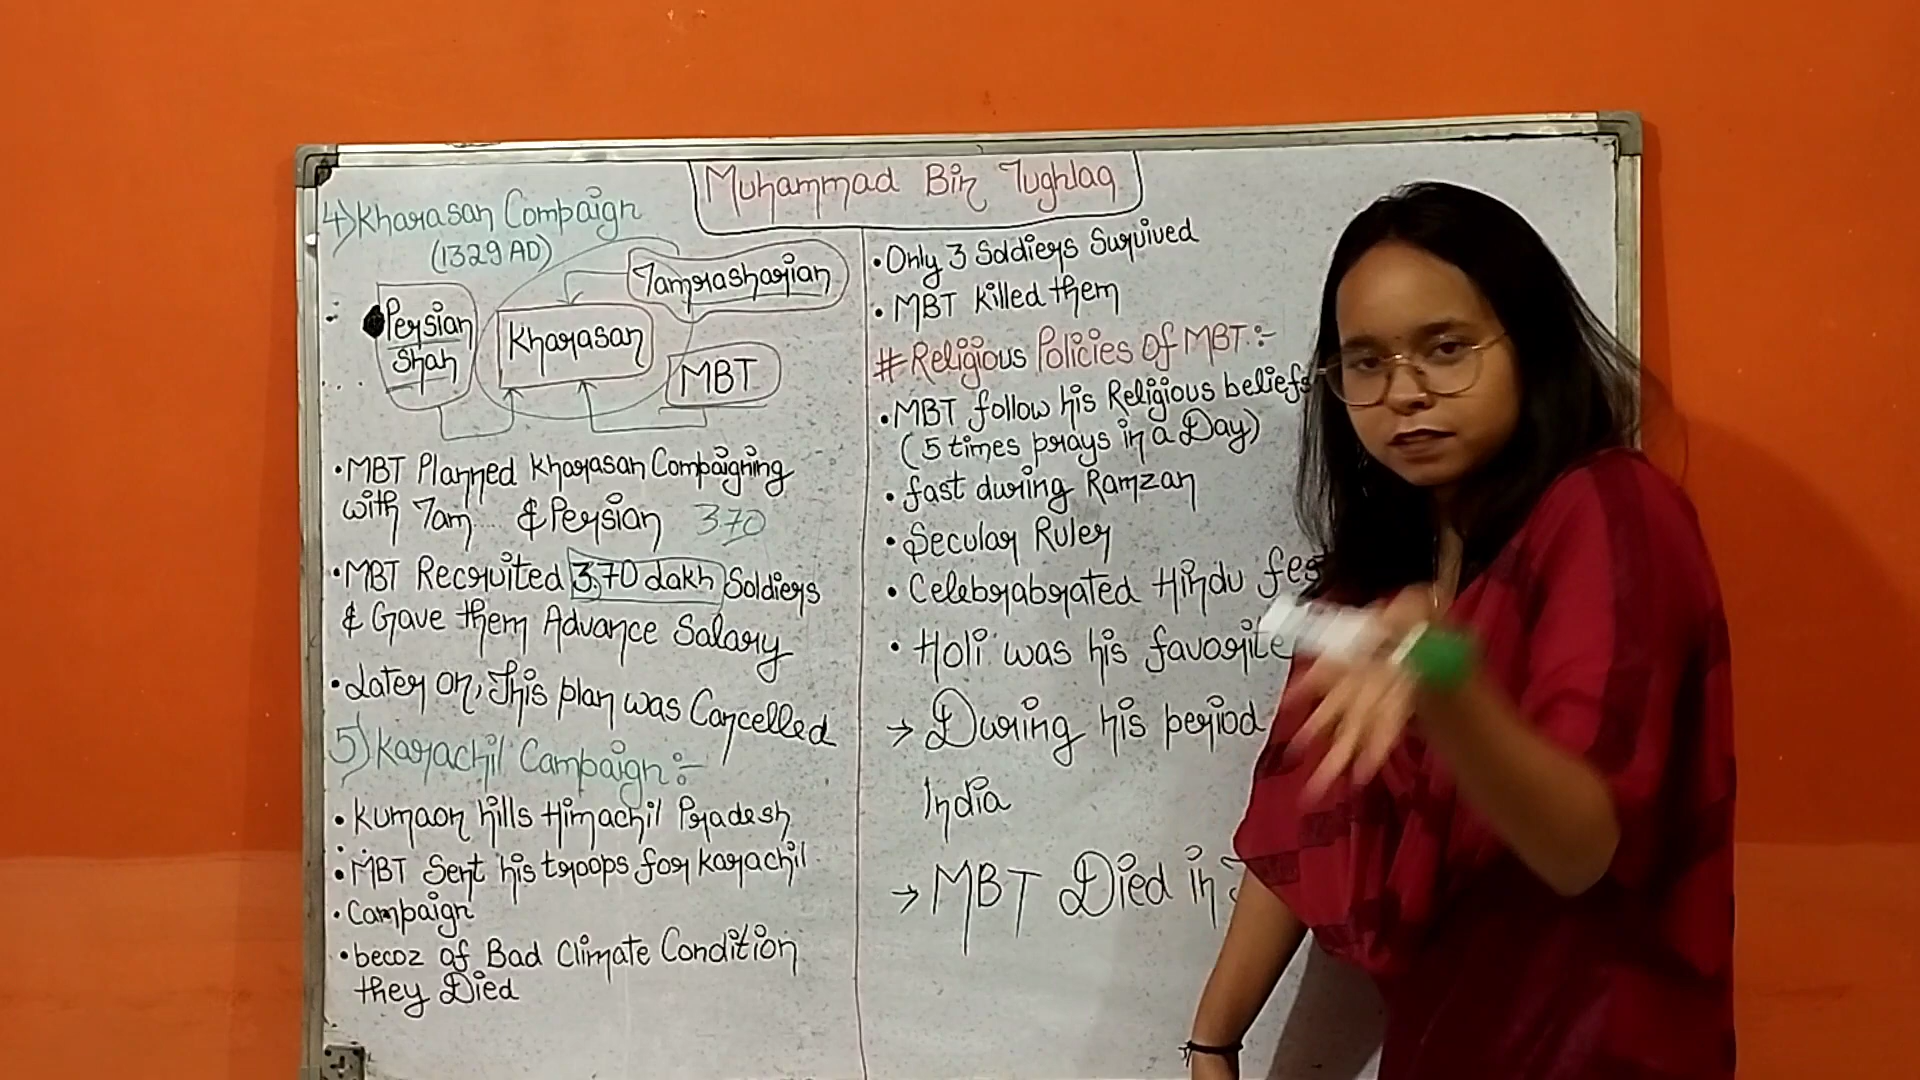 Muhammad Bin Tughlaq
4) Kharasan Compaign
(1329 AD)
Tamrasharian
Persian
Shah
Kharasan
MBT
• MBT Planned Kharasan Compaigning
with Tam... & Persian 370
• MBT Recruited 3,70 dakh Soldiers
& Gave them Advance Salary
• Later on, This plan was Cancelled
5) Karachil Campaign :-
• Kumaon hills Himachil Pradesh
• MBT Sent his troops for Karachil
• Campaign
• becoz of Bad Climate Condition
they Died
• Only 3 Soldiers Survived
• MBT killed them
# Religious Policies Of MBT :-
• MBT follow his Religious beliefs
( 5 times prays in a Day)
• fast during Ramzan
• Secular Ruler
• Celebrabrated Hindu fes
• Holi was his favorite
→ During his period
India
→ MBT Died in